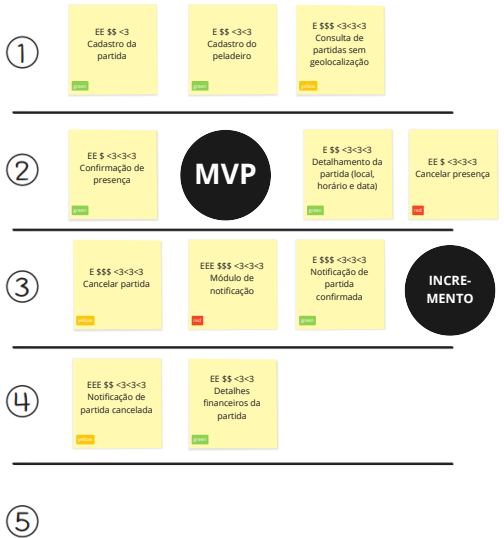 1
EE $$ <3
Cadastro da
partida
green
E $$$ <3<3
Cadastro do
peladeiro
green
E $$$ <3<3<3
Consulta de
partidas sem
geolocalização
yellow
2
EE $ <3<3<3
Confirmação de
presença
green
MVP
E $$ <3<3<3
Detalhamento da
partida (local,
horário e data)
green
EE $ <3<3<3
Cancelar presença
red
3
E $$$ <3<3<3
Cancelar partida
yellow
EEE $$$ <3<3<3
Módulo de
notificação
red
E $$$ <3<3<3
Notificação de
partida
confirmada
green
INCRE-
MENTO
4
EEE $$ <3<3<3
Notificação de
partida cancelada
yellow
EE $$ <3<3
Detalhes
financeiros da
partida
green
5